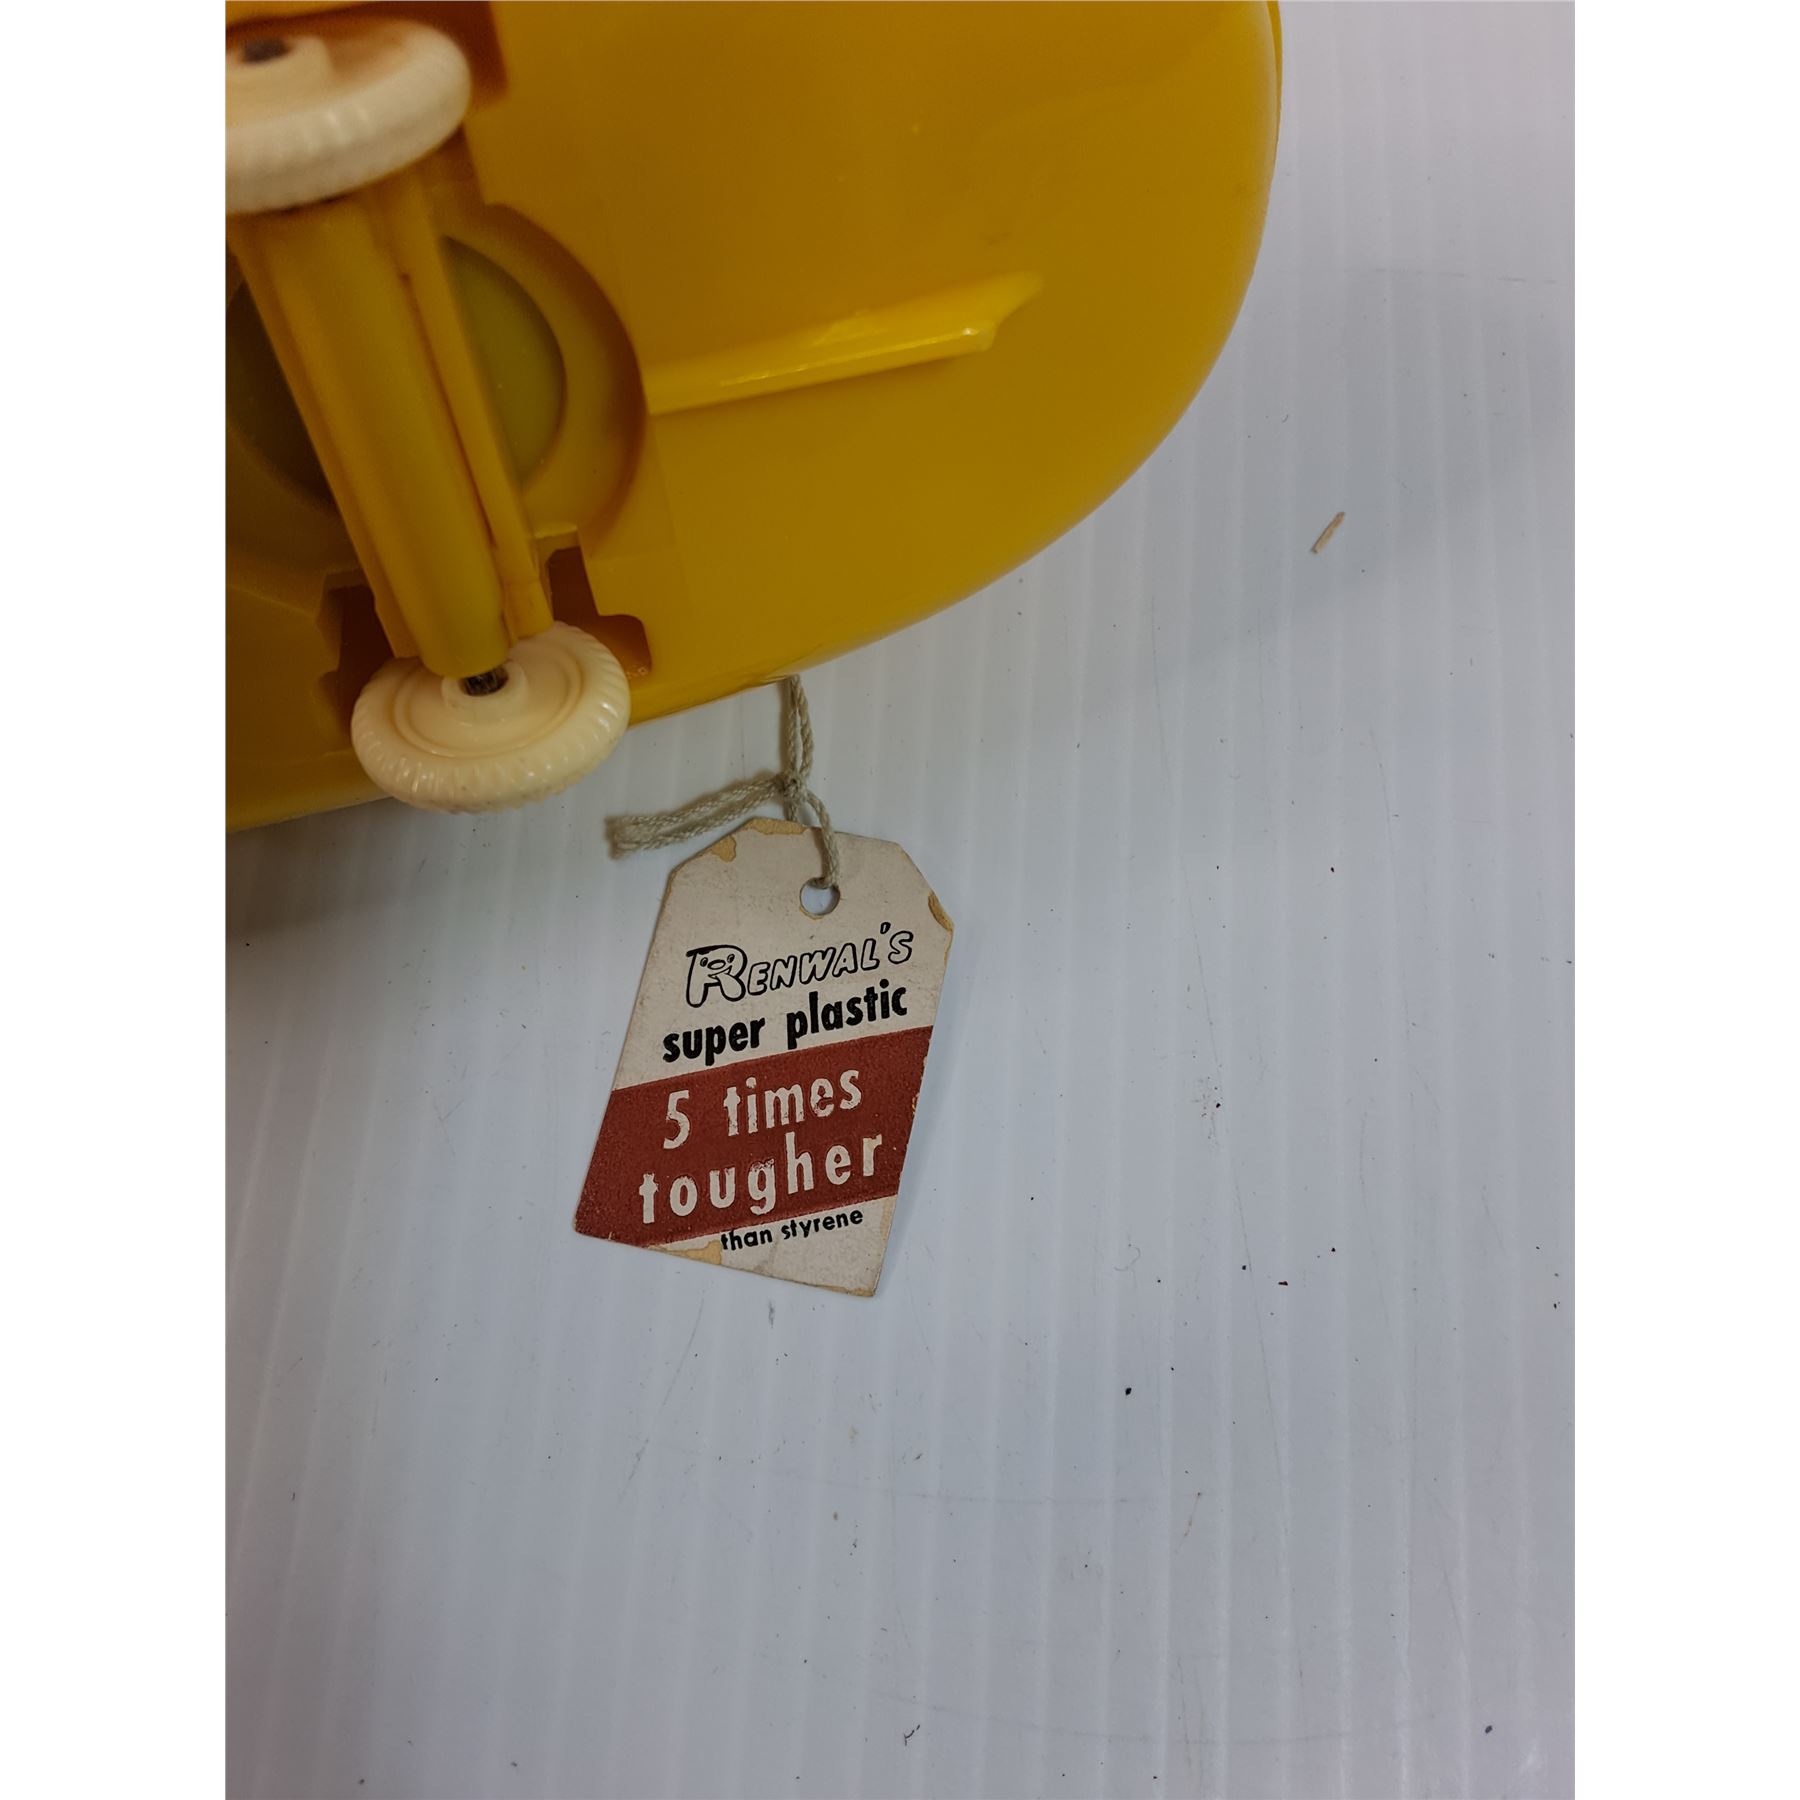 RENWAL'S
super plastic
5 times
tougher
than styrene